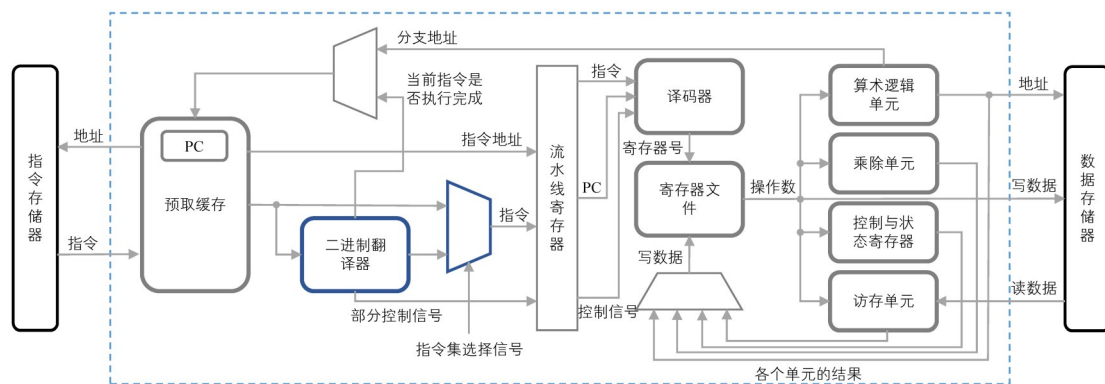 分支地址
当前指令是
否执行完成
指令
译码器
算术逻辑
单元
地址
指令存储器
地址
PC
预取缓存
指令地址
流水线寄存器
PC
寄存器号
寄存器文
件
操作数
乘除单元
数据存储器
写数据
指令
二进制翻
译器
指令
控制与状
态寄存器
写数据
部分控制信号
控制信号
访存单元
读数据
指令集选择信号
各个单元的结果